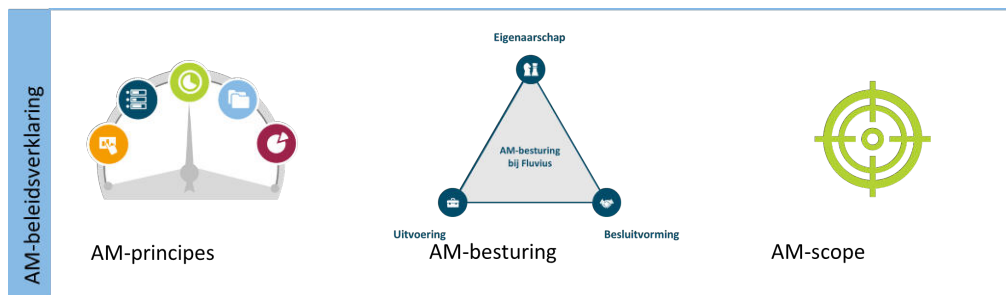 AM-beleidsverklaring
Eigenaarschap
AM-besturing
bij Fluvius
Uitvoering
Besluitvorming
AM-principes
AM-besturing
AM-scope